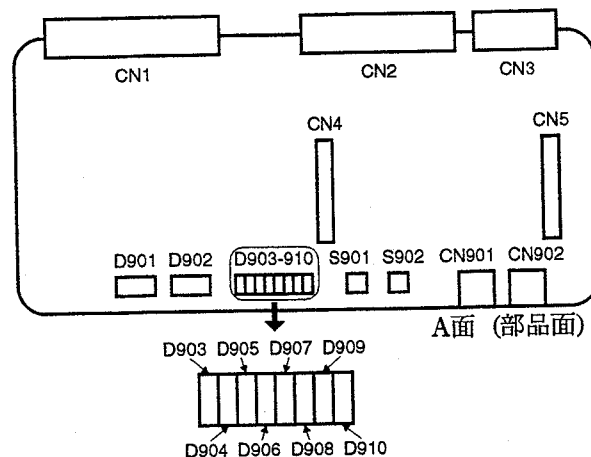 CN1 CN2 CN3
CN4 CN5
D901 D902 D903-910 S901 S902 CN901 CN902
A面 (部品面)
D903 D905 D907 D909
D904 D906 D908 D910